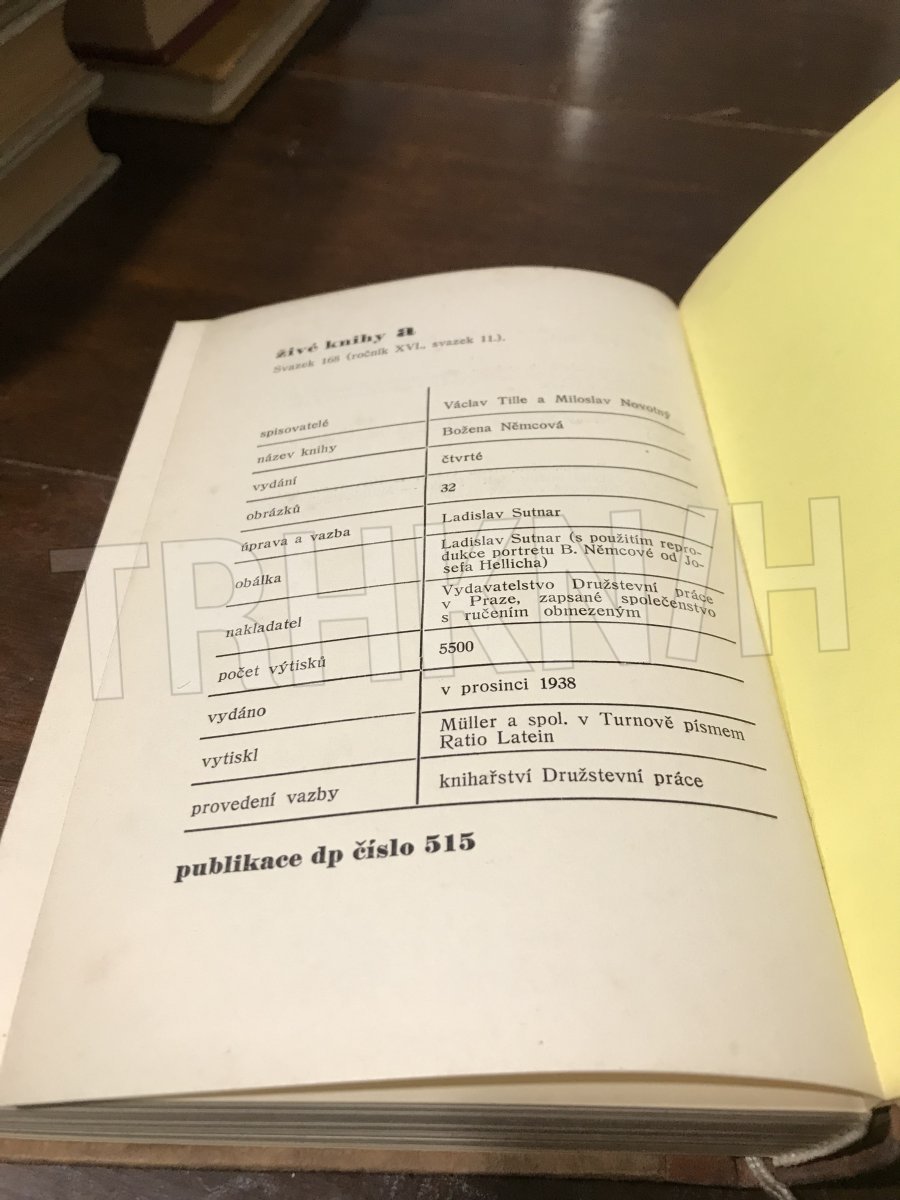 živé knihy a
Svazek 168 (ročník XVI., svazek 11.).
spisovatelé
Václav Tille a Miloslav Novotný
název knihy
Božena Němcová
vydání
čtvrté
obrázků
32
úprava a vazba
Ladislav Sutnar
obálka
Ladislav Sutnar (s použitím repro-
dukce portretu B. Němcové od Jo-
sefa Hellicha)
nakladatel
Vydavatelstvo Družstevní práce
v Praze, zapsané společenstvo
s ručením obmezeným
počet výtisků
5500
vydáno
v prosinci 1938
vytiskl
Müller a spol. v Turnově písmem
Ratio Latein
provedení vazby
knihařství Družstevní práce
publikace dp číslo 515
TRHKNIH